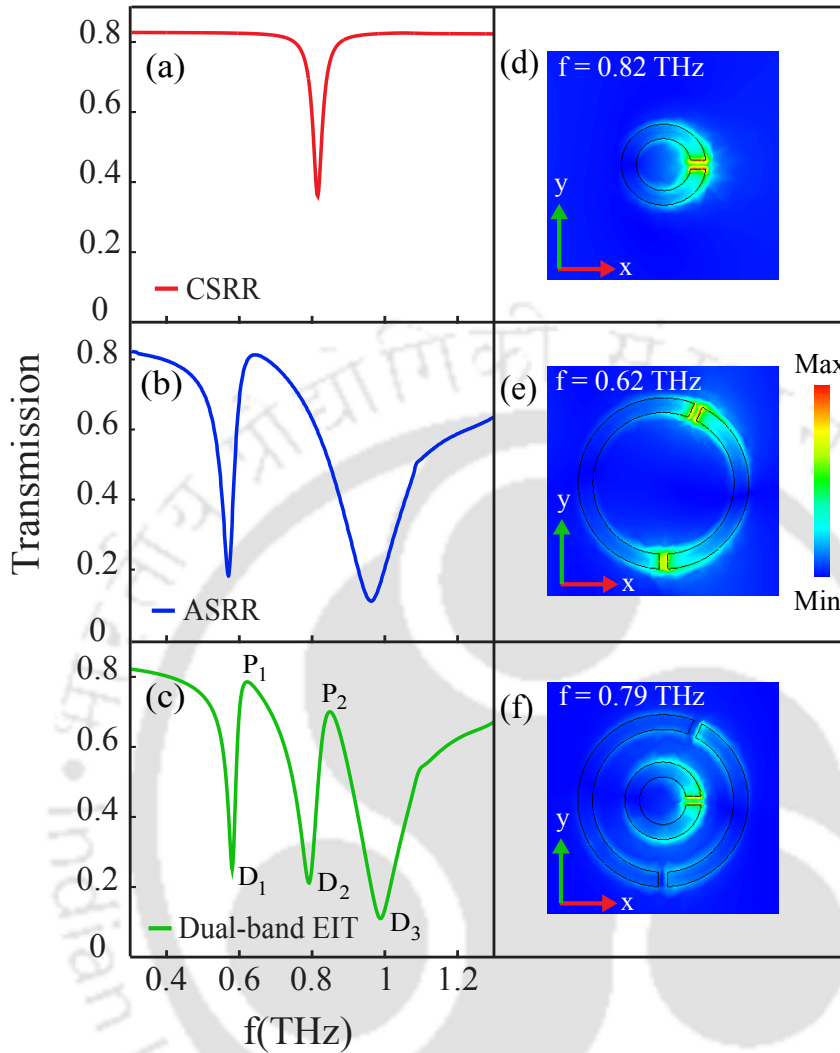 Transmission
0.8
0.6
0.4
0.2
0
(a)
CSRR
(d)
f = 0.82 THz
y
x
0.8
0.6
0.4
0.2
0
(b)
ASRR
(e)
f = 0.62 THz
y
x
Max
Min
0.8
0.6
0.4
0.2
0
(c)
P1
P2
D1
D2
D3
Dual-band EIT
(f)
f = 0.79 THz
y
x
0.4
0.6
0.8
1
1.2
f(THz)
Indian